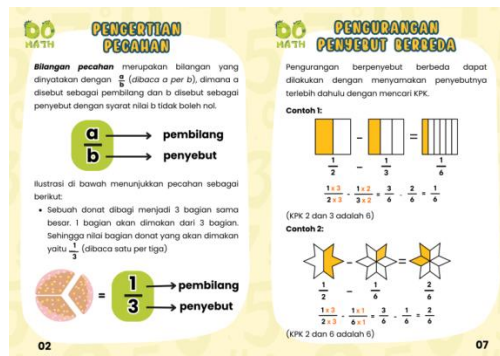 DO
MATH
PENGERTIAN
PECAHAN
Bilangan pecahan merupakan bilangan yang
dinyatakan dengan a/b (dibaca a per b), dimana a
disebut sebagai pembilang dan b disebut sebagai
penyebut dengan syarat nilai b tidak boleh nol.
a → pembilang
b → penyebut
Ilustrasi di bawah menunjukkan pecahan sebagai
berikut:
• Sebuah donat dibagi menjadi 3 bagian sama
besar. 1 bagian akan dimakan dari 3 bagian.
Sehingga nilai bagian donat yang akan dimakan
yaitu 1/3 (dibaca satu per tiga)
= 1 → pembilang
3 → penyebut
02
DO
MATH
PENGURANGAN
PENYEBUT BERBEDA
Pengurangan berpenyebut berbeda dapat
dilakukan dengan menyamakan penyebutnya
terlebih dahulu dengan mencari KPK.
Contoh 1:
- =
1/2 - 1/3 1/6
1 x 3/2 x 3 - 1 x 2/3 x 2 = 3/6 - 2/6 = 1/6
(KPK 2 dan 3 adalah 6)
Contoh 2:
- =
1/2 - 1/6 2/6
1 x 3/2 x 3 - 1 x 1/6 x 1 = 3/6 - 1/6 = 2/6
(KPK 2 dan 6 adalah 6)
07